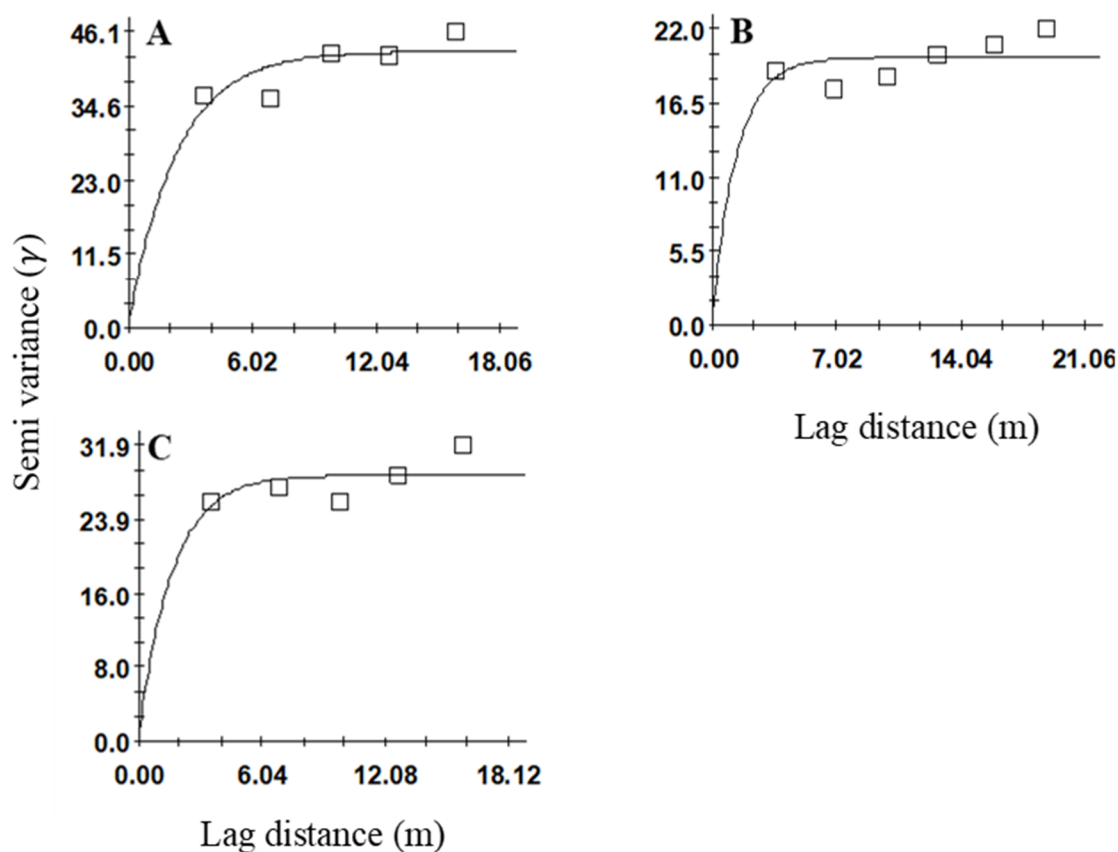 A
46.1
34.6
23.0
11.5
0.0
0.00 6.02 12.04 18.06
B
22.0
16.5
11.0
5.5
0.0
0.00 7.02 14.04 21.06
Lag distance (m)
Semi variance (γ)
C
31.9
23.9
16.0
8.0
0.0
0.00 6.04 12.08 18.12
Lag distance (m)